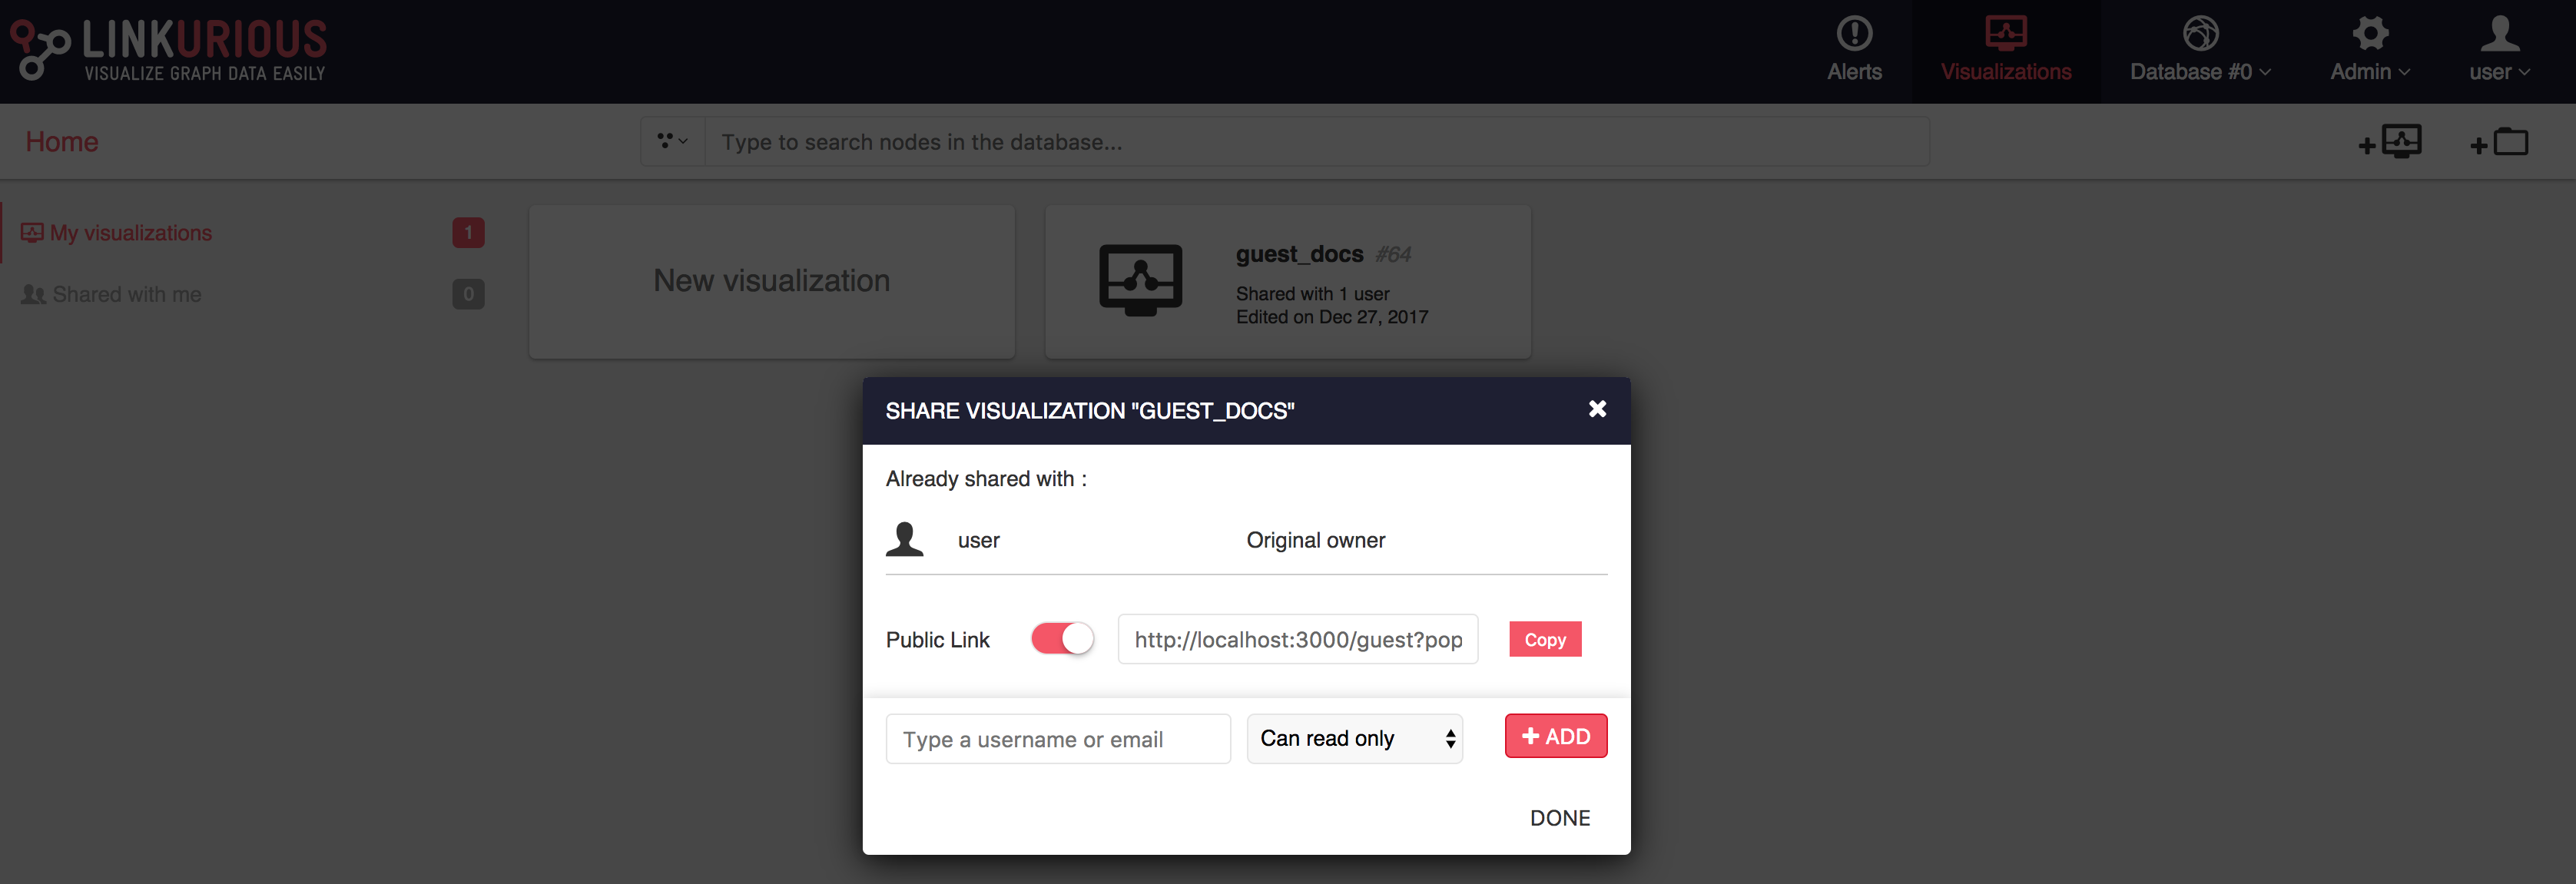 LINKURIOUS
VISUALIZE GRAPH DATA EASILY
Alerts
Visualizations
Database #0
Admin
user
Home
Type to search nodes in the database...
My visualizations
1
Shared with me
0
New visualization
guest_docs #64
Shared with 1 user
Edited on Dec 27, 2017
SHARE VISUALIZATION "GUEST_DOCS"
Already shared with :
user Original owner
Public Link http://localhost:3000/guest?pop Copy
Type a username or email Can read only ADD
DONE